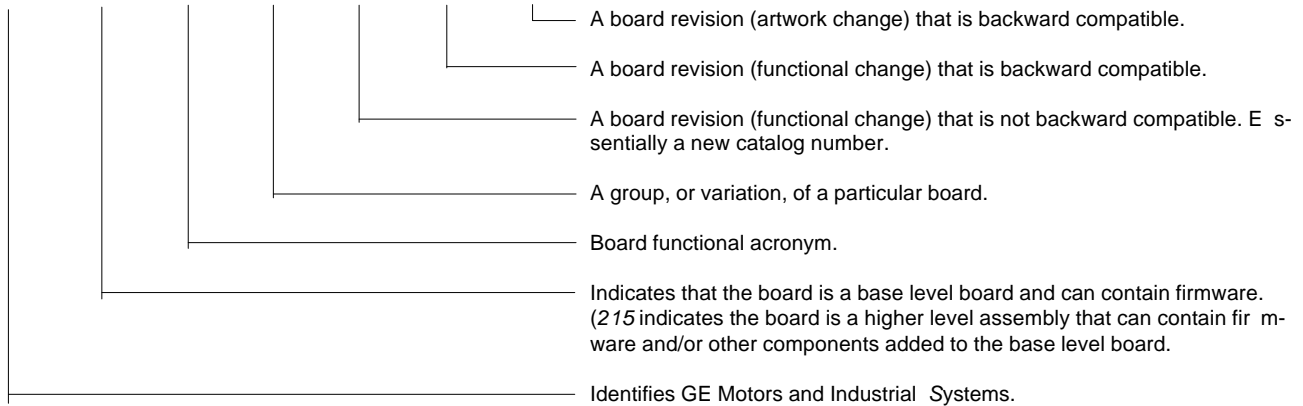 A board revision (artwork change) that is backward compatible.
A board revision (functional change) that is backward compatible.
A board revision (functional change) that is not backward compatible. E s-
sentially a new catalog number.
A group, or variation, of a particular board.
Board functional acronym.
Indicates that the board is a base level board and can contain firmware.
(215 indicates the board is a higher level assembly that can contain fir m-
ware and/or other components added to the base level board.
Identifies GE Motors and Industrial Systems.